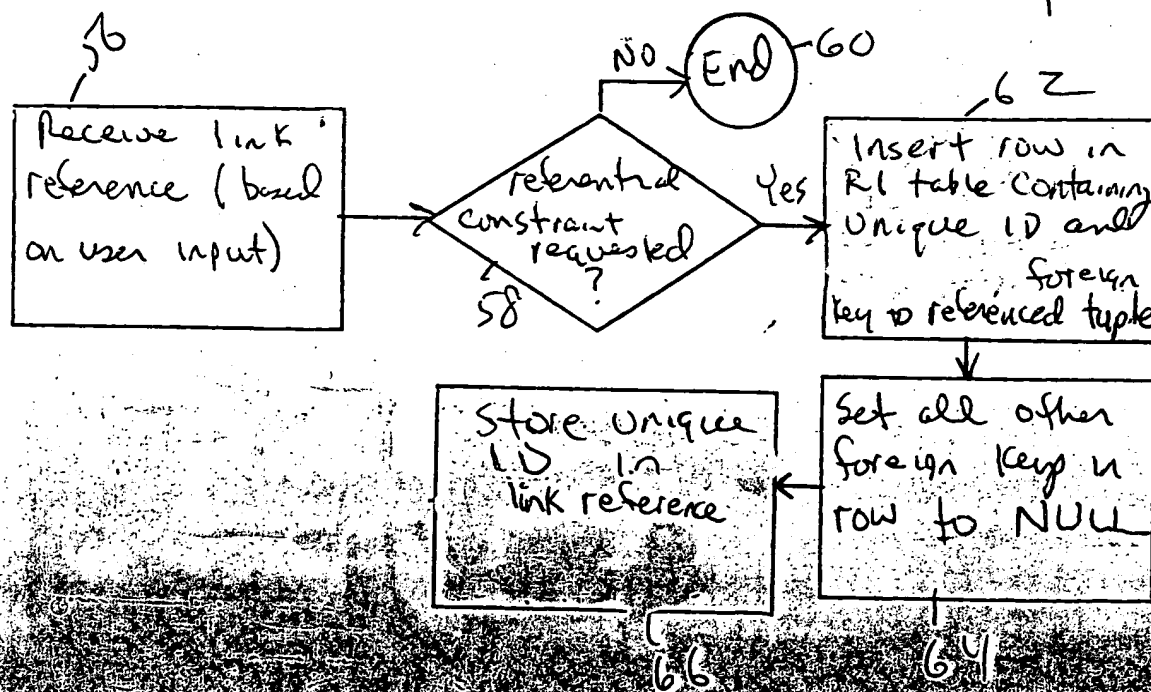 56
Receive link
reference (based
on user input)
referential
constraint
requested
?
58
NO
End
60
Yes
62
Insert row in
RI table containing
unique ID and
foreign
key to referenced tuple
Set all other
foreign keys in
row to NULL
64
Store unique
ID in
link reference
66